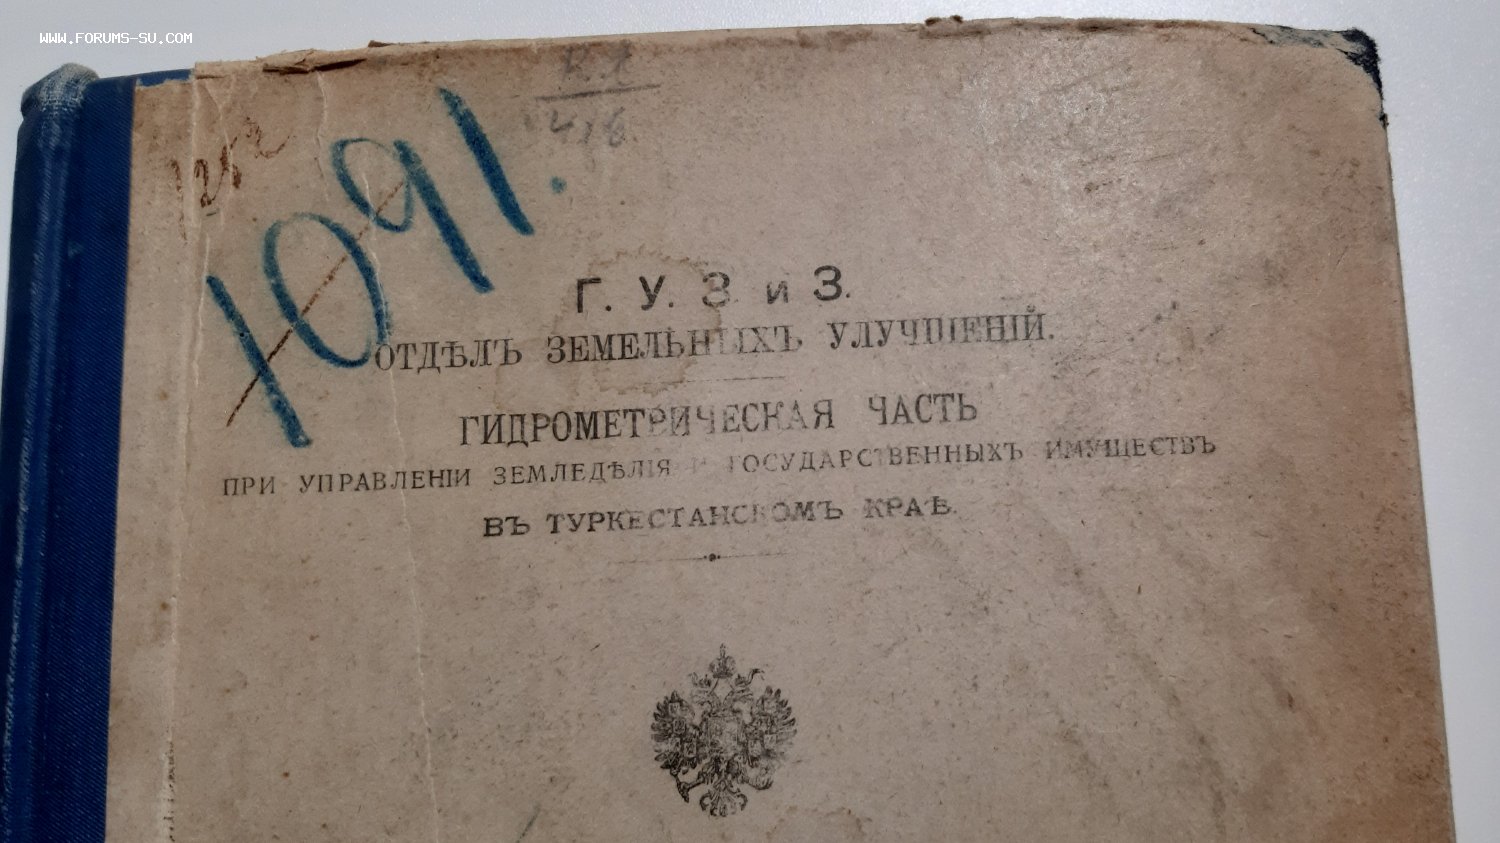 WWW.FORUMS-SU.COM
1091.
Г. У. З. и З.
ОТДѢЛЪ ЗЕМЕЛЬНЫХЪ УЛУЧШЕНІЙ.
ГИДРОМЕТРИЧЕСКАЯ ЧАСТЬ
ПРИ УПРАВЛЕНІИ ЗЕМЛЕДѢЛІЯ И ГОСУДАРСТВЕННЫХЪ ИМУЩЕСТВЪ
ВЪ ТУРКЕСТАНСКОМЪ КРАѢ.